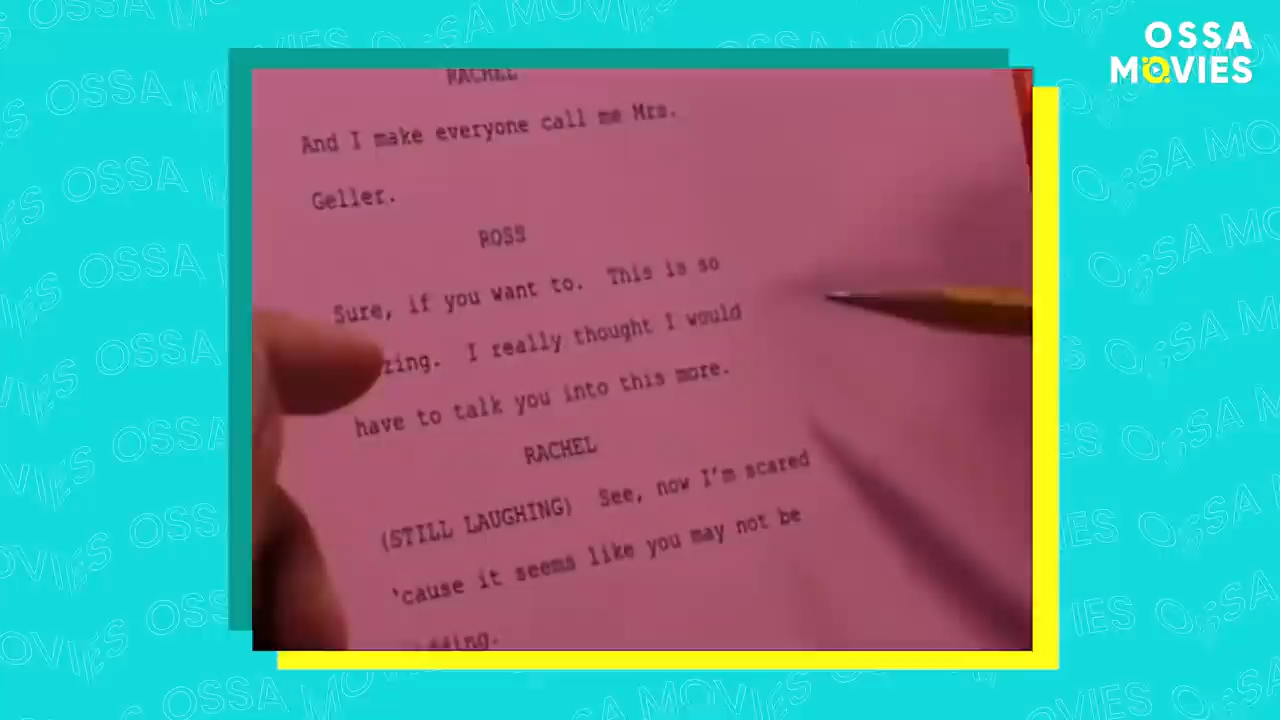 OSSA
MOVIES
RACHEL
And I make everyone call me Mrs.
Geller.
ROSS
Sure, if you want to. This is so
I really thought I would
have to talk you into this more.
RACHEL
(STILL LAUGHING) See, now I'm scared
'cause it seems like you may not be